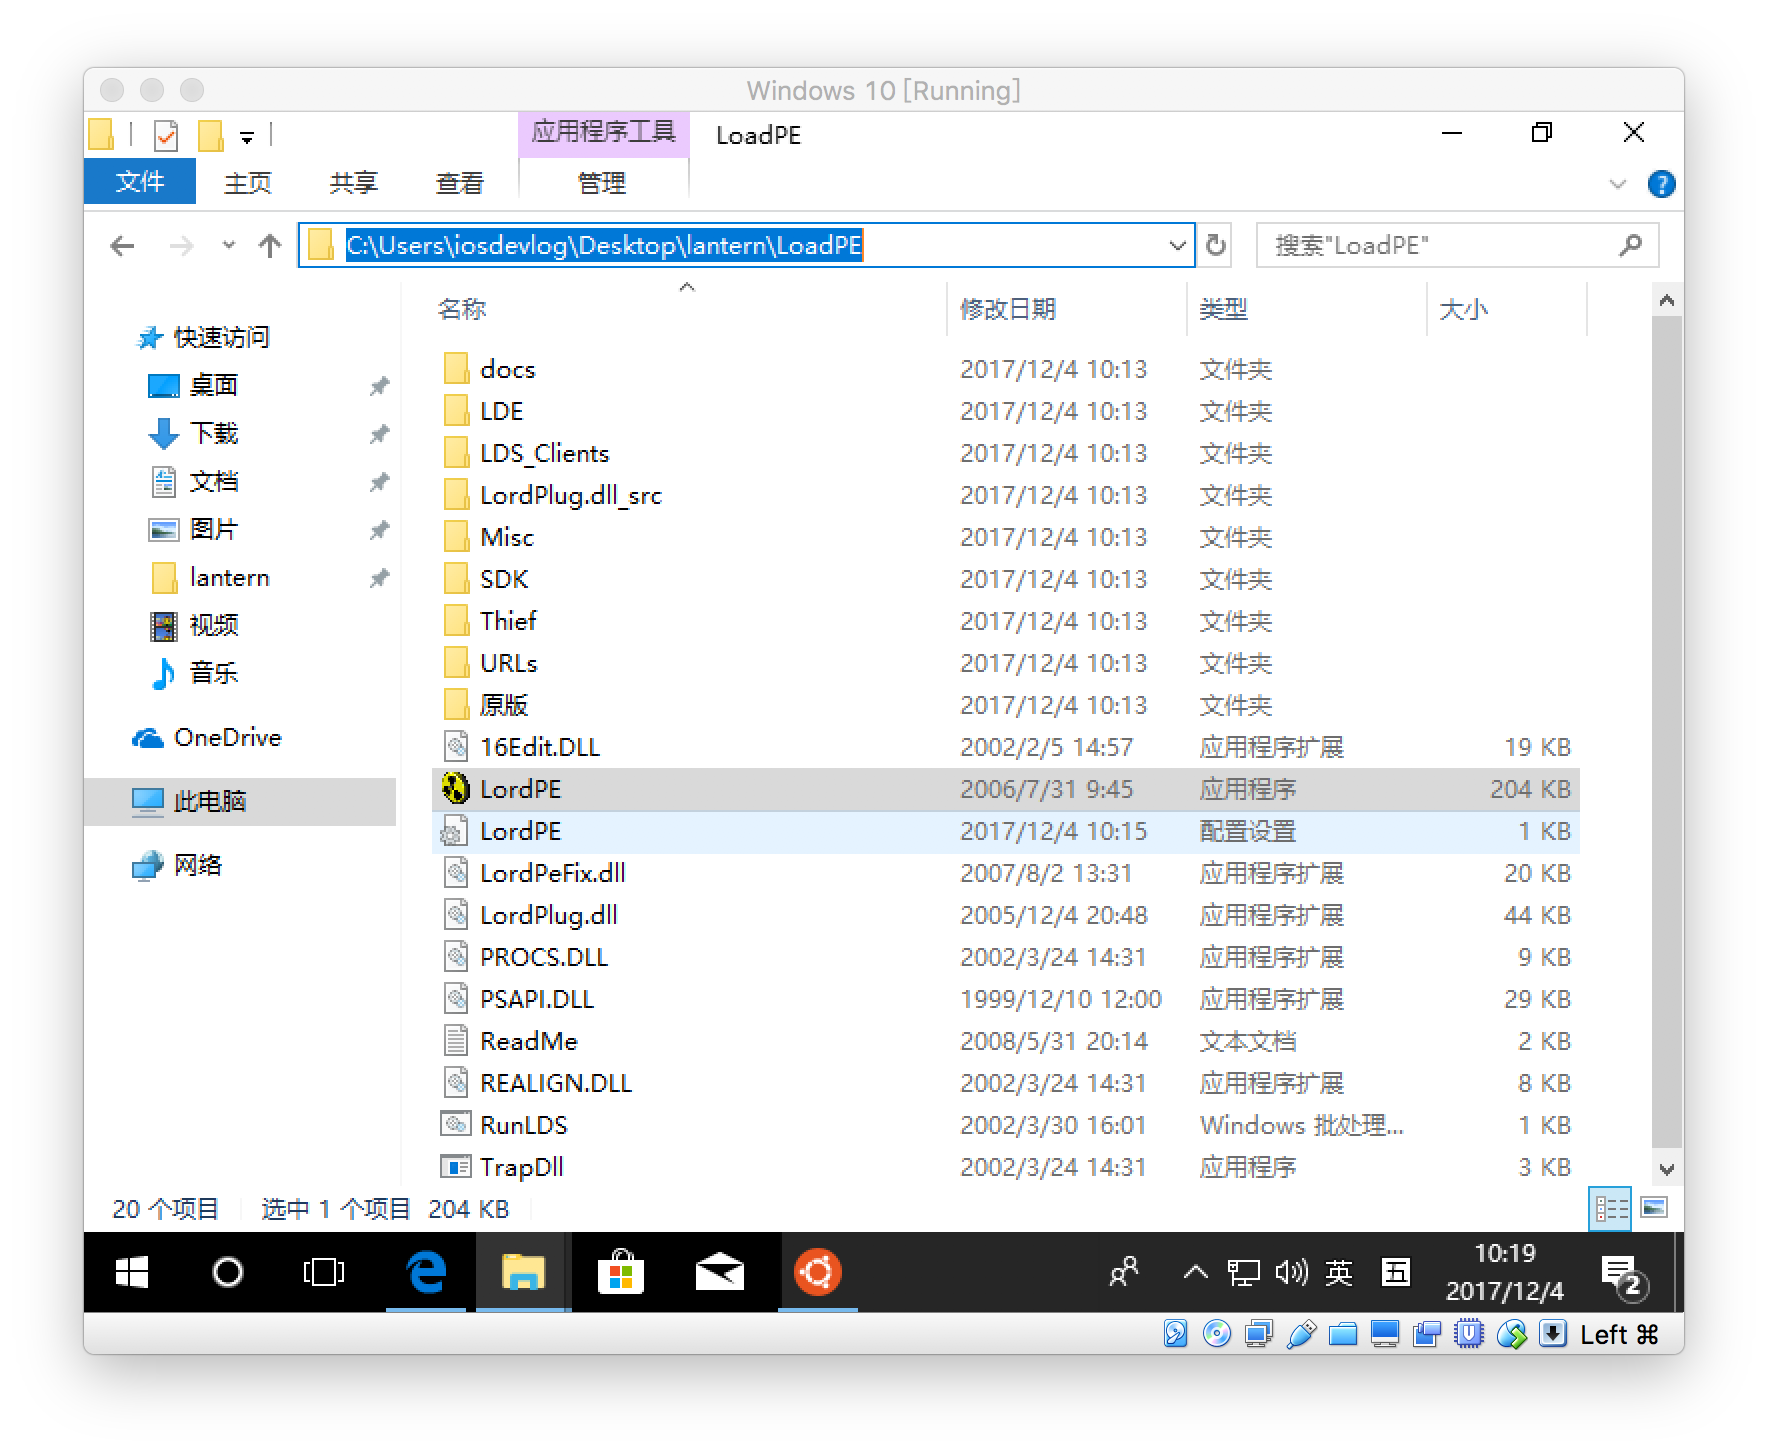 Windows 10 [Running]
应用程序工具 LoadPE
文件 主页 共享 查看 管理
C:\Users\iosdevlog\Desktop\lantern\LoadPE 搜索"LoadPE"
名称 修改日期 类型 大小
快速访问
桌面
下载
文档
图片
lantern
视频
音乐
OneDrive
此电脑
网络
docs 2017/12/4 10:13 文件夹
LDE 2017/12/4 10:13 文件夹
LDS_Clients 2017/12/4 10:13 文件夹
LordPlug.dll_src 2017/12/4 10:13 文件夹
Misc 2017/12/4 10:13 文件夹
SDK 2017/12/4 10:13 文件夹
Thief 2017/12/4 10:13 文件夹
URLs 2017/12/4 10:13 文件夹
原版 2017/12/4 10:13 文件夹
16Edit.DLL 2002/2/5 14:57 应用程序扩展 19 KB
LordPE 2006/7/31 9:45 应用程序 204 KB
LordPE 2017/12/4 10:15 配置设置 1 KB
LordPeFix.dll 2007/8/2 13:31 应用程序扩展 20 KB
LordPlug.dll 2005/12/4 20:48 应用程序扩展 44 KB
PROCS.DLL 2002/3/24 14:31 应用程序扩展 9 KB
PSAPI.DLL 1999/12/10 12:00 应用程序扩展 29 KB
ReadMe 2008/5/31 20:14 文本文档 2 KB
REALIGN.DLL 2002/3/24 14:31 应用程序扩展 8 KB
RunLDS 2002/3/30 16:01 Windows 批处理... 1 KB
TrapDll 2002/3/24 14:31 应用程序 3 KB
20 个项目 选中 1 个项目 204 KB
英 五 10:19
2017/12/4 2
Left ⌘